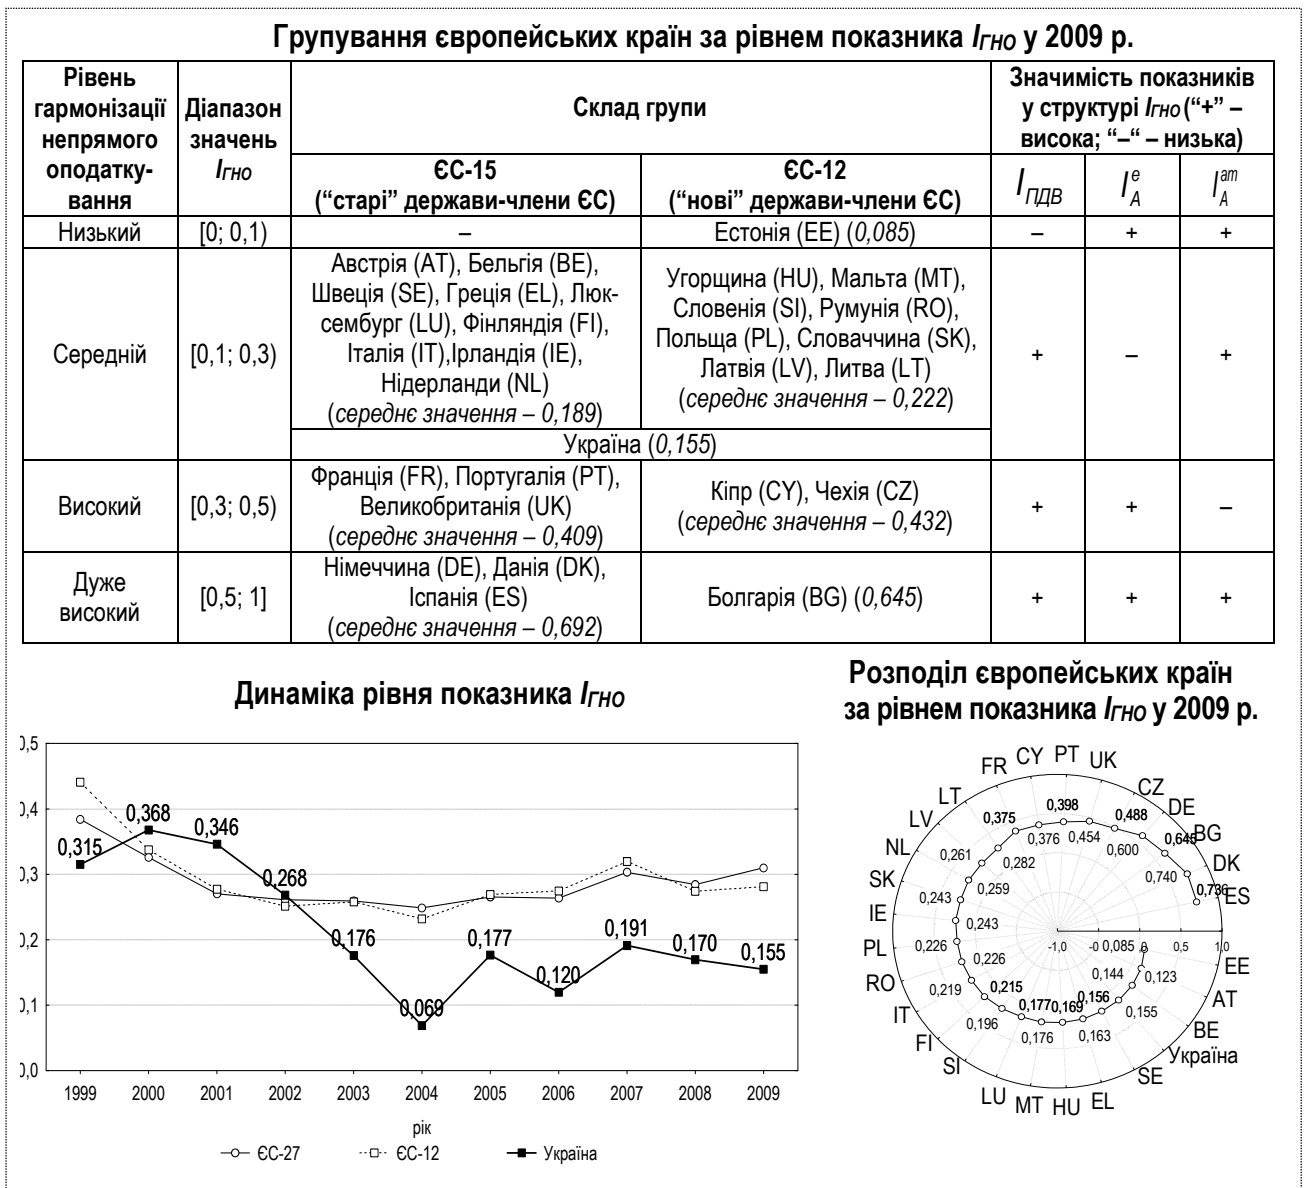 Групування європейських країн за рівнем показника IГНО у 2009 р.
Рівень
гармонізації
непрямого
оподатку-
вання
Діапазон
значень
IГНО
Склад групи
Значимість показників
у структурі IГНО (“+” –
висока; “–“ – низька)
ЄС-15
(“старі” держави-члени ЄС)
ЄС-12
(“нові” держави-члени ЄС)
IПДВ
I e A
I am A
Низький
[0; 0,1)
–
Естонія (EE) (0,085)
–
+
+
Середній
[0,1; 0,3)
Австрія (AT), Бельгія (BE),
Швеція (SE), Греція (EL), Люк-
сембург (LU), Фінляндія (FI),
Італія (IT),Ірландія (IE),
Нідерланди (NL)
(середнє значення – 0,189)
Угорщина (HU), Мальта (MT),
Словенія (SI), Румунія (RO),
Польща (PL), Словаччина (SK),
Латвія (LV), Литва (LT)
(середнє значення – 0,222)
+
–
+
Україна (0,155)
Високий
[0,3; 0,5)
Франція (FR), Португалія (PT),
Великобританія (UK)
(середнє значення – 0,409)
Кіпр (CY), Чехія (CZ)
(середнє значення – 0,432)
+
+
–
Дуже
високий
[0,5; 1]
Німеччина (DE), Данія (DK),
Іспанія (ES)
(середнє значення – 0,692)
Болгарія (BG) (0,645)
+
+
+
Динаміка рівня показника IГНО
0,5
0,4
0,3
0,2
0,1
0,0
0,315
0,368
0,346
0,268
0,176
0,069
0,177
0,120
0,191
0,170
0,155
1999 2000 2001 2002 2003 2004 2005 2006 2007 2008 2009
рік
ЄС-27 ЄС-12 Україна
Розподіл європейських країн
за рівнем показника IГНО у 2009 р.
FR CY PT UK
LT CZ
LV DE
NL BG
SK DK
IE ES
PL EE
RO AT
IT BE
FI Україна
SI SE
LU MT HU EL
0,375 0,398 0,488
0,376 0,454
0,261 0,282 0,600 0,645
0,259 0,740
0,243 0,736
0,243
0,226 -1,0 -0 0,085 ,0 0,5 1,0
0,226 0,144 0,123
0,219 0,215 0,177 0,169 0,156
0,196 0,176 0,163 0,155